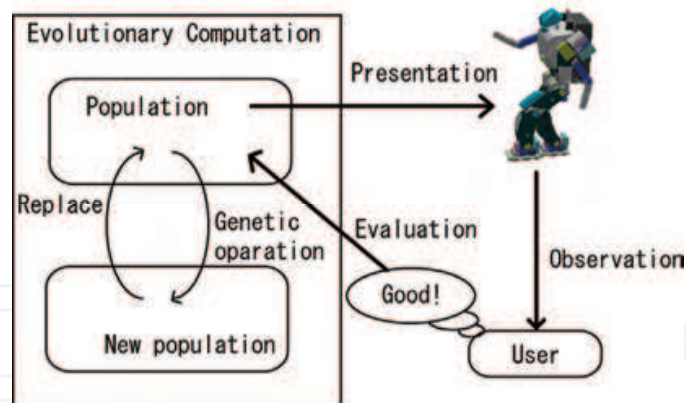 Evolutionary Computation
Presentation
Population
Replace
Genetic
oparation
Evaluation
Observation
Good!
New population
User